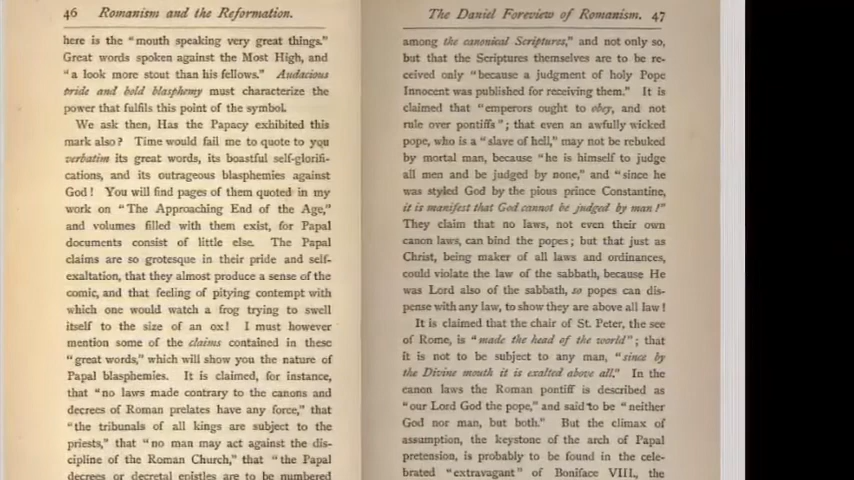 46 Romanism and the Reformation.
here is the "mouth speaking very great things."
Great words spoken against the Most High, and
"a look more stout than his fellows." Audacious
pride and bold blasphemy must characterize the
power that fulfils this point of the symbol.
We ask then, Has the Papacy exhibited this
mark also? Time would fail me to quote to you
verbatim its great words, its boastful self-glorifi-
cations, and its outrageous blasphemies against
God! You will find pages of them quoted in my
work on "The Approaching End of the Age,"
and volumes filled with them exist, for Papal
documents consist of little else. The Papal
claims are so grotesque in their pride and self-
exaltation, that they almost produce a sense of the
comic, and that feeling of pitying contempt with
which one would watch a frog trying to swell
itself to the size of an ox! I must however
mention some of the claims contained in these
"great words," which will show you the nature of
Papal blasphemies. It is claimed, for instance,
that "no laws made contrary to the canons and
decrees of Roman prelates have any force," that
"the tribunals of all kings are subject to the
priests," that "no man may act against the dis-
cipline of the Roman Church," that "the Papal
decrees or decretal epistles are to be numbered
The Daniel Foreview of Romanism. 47
among the canonical Scriptures," and not only so,
but that the Scriptures themselves are to be re-
ceived only "because a judgment of holy Pope
Innocent was published for receiving them." It is
claimed that "emperors ought to obey, and not
rule over pontiffs"; that even an awfully wicked
pope, who is a "slave of hell," may not be rebuked
by mortal man, because "he is himself to judge
all men and be judged by none," and "since he
was styled God by the pious prince Constantine,
it is manifest that God cannot be judged by man!"
They claim that no laws, not even their own
canon laws, can bind the popes; but that just as
Christ, being maker of all laws and ordinances,
could violate the law of the sabbath, because He
was Lord also of the sabbath, so popes can dis-
pense with any law, to show they are above all law!
It is claimed that the chair of St. Peter, the see
of Rome, is "made the head of the world"; that
it is not to be subject to any man, "since by
the Divine mouth it is exalted above all." In the
canon laws the Roman pontiff is described as
"our Lord God the pope," and said to be "neither
God nor man, but both." But the climax of
assumption, the keystone of the arch of Papal
pretension, is probably to be found in the cele-
brated "extravagant" of Boniface VIII., the